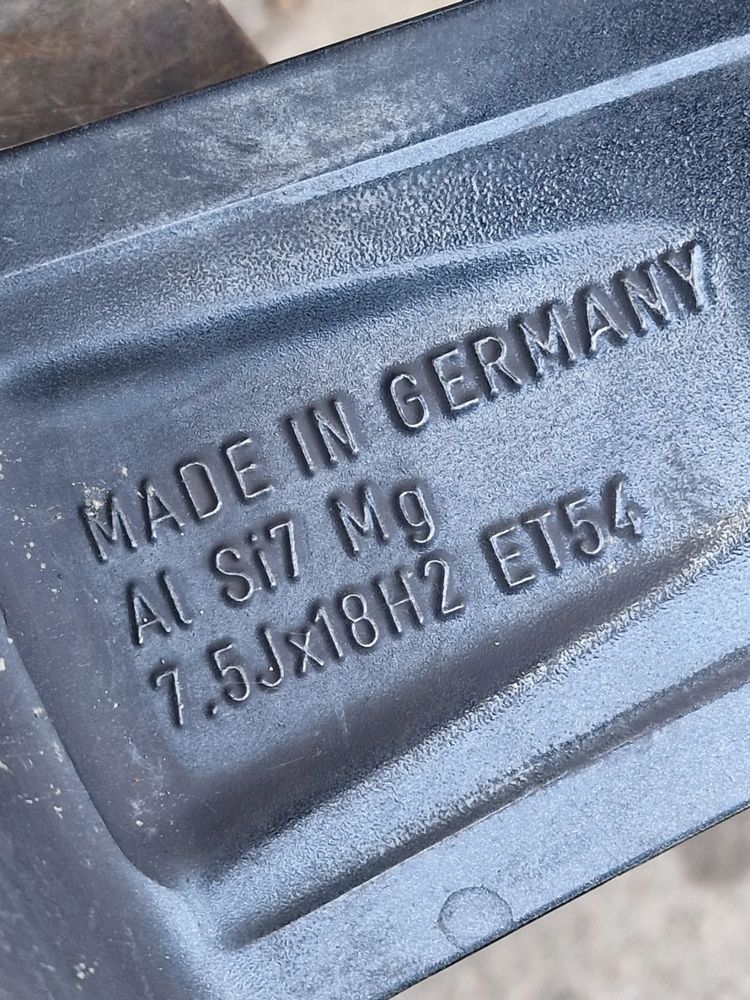 MADE IN GERMANY
Al Si7 Mg
7.5Jx18H2 ET54